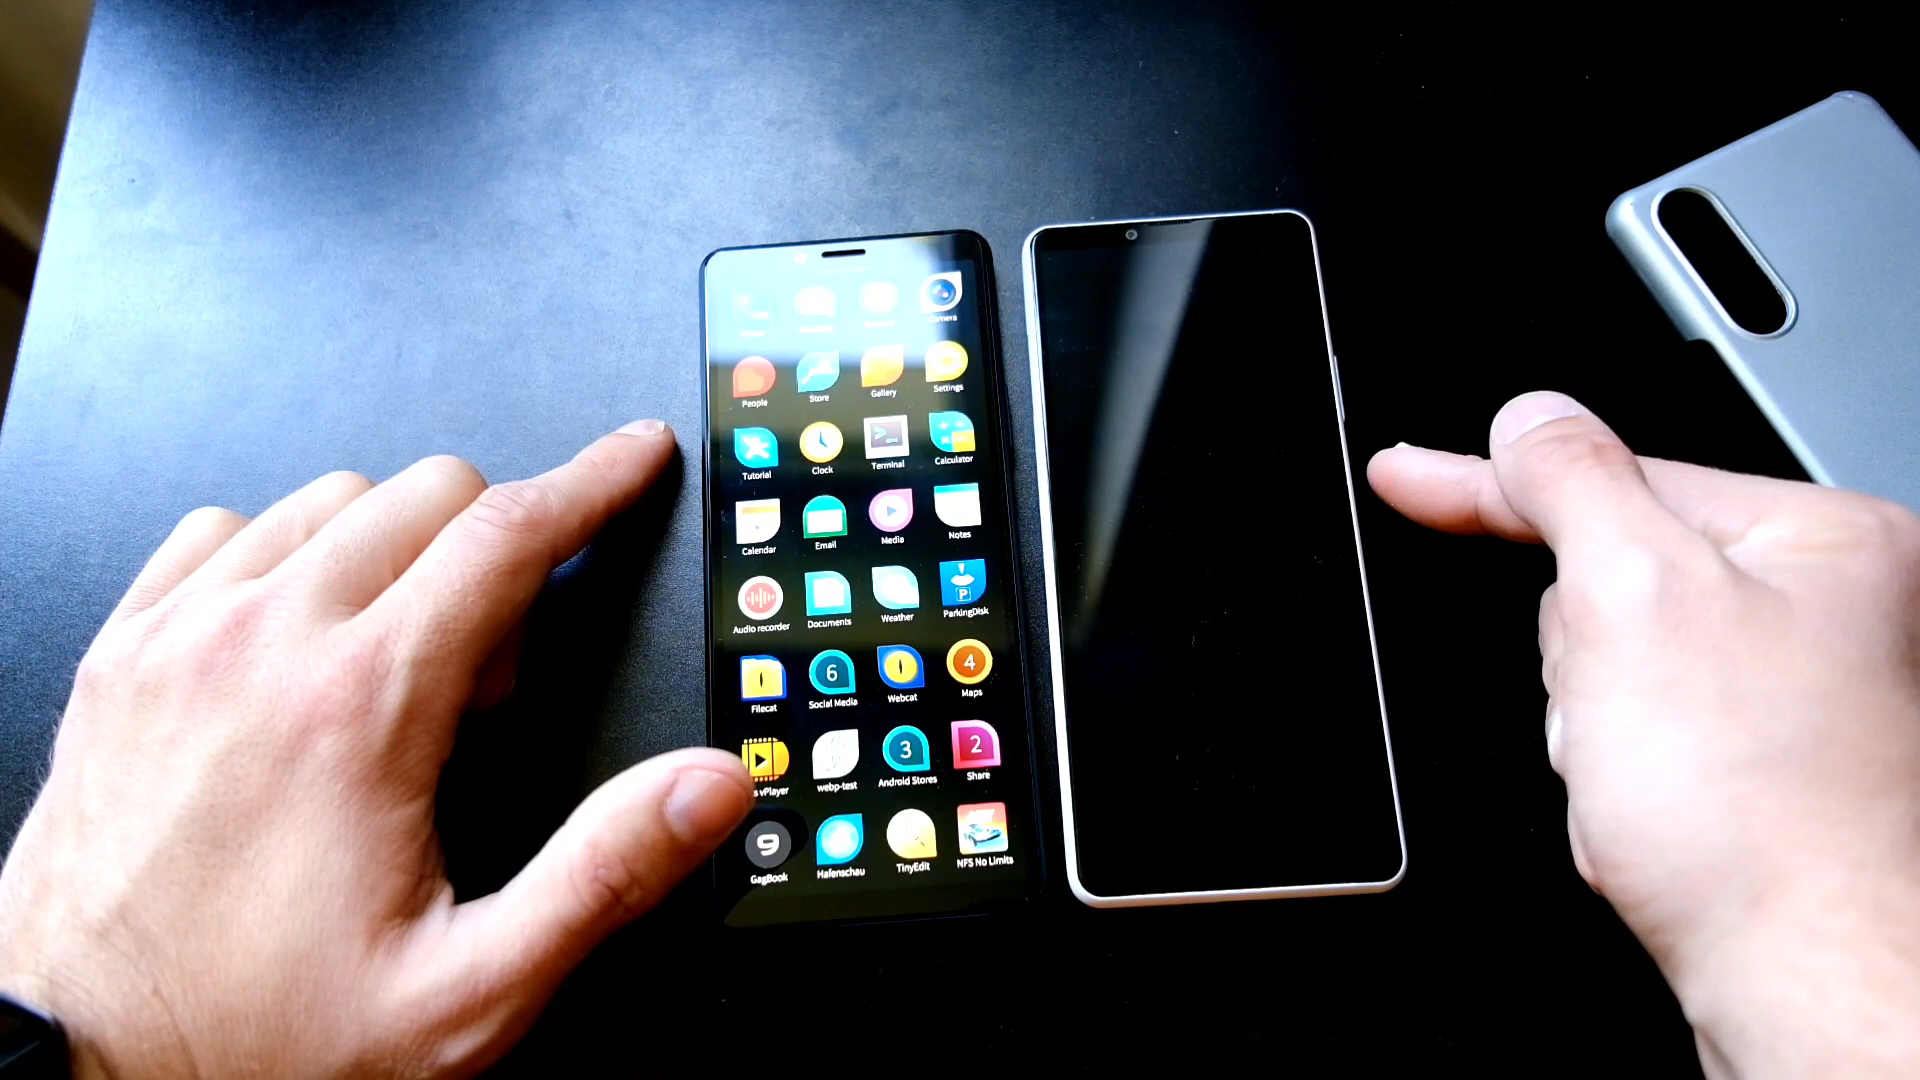 Camera
People Store Gallery Settings
Tutorial Clock Terminal Calculator
Calendar Email Media Notes
P
Audio recorder Documents Weather ParkingDisk
6 4
Filecat Social Media Webcat Maps
3 2
s vPlayer webp-test Android Stores Share
9
GagBook Hafenschau TinyEdit NFS No Limits